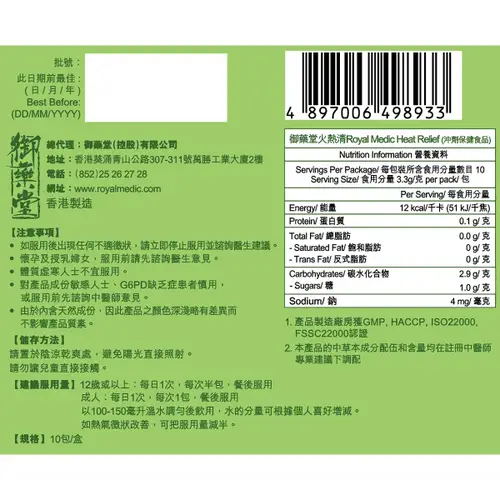 批號：
此日期前最佳：
(日/月/年)
Best Before:
(DD/MM/YYYY)
4 897006 498933
御藥堂
總代理：御藥堂(控股)有限公司
地址：香港葵涌青山公路307-311號萬勝工業大廈2樓
電話：(852) 25 26 27 28
網址：www.royalmedic.com
香港製造
【注意事項】
• 如服用後出現任何不適徵狀，請立即停止服用並諮詢醫生建議。
• 懷孕及授乳婦女，服用前請先諮詢醫生意見。
• 體質虛寒人士不宜服用。
• 對產品成份敏感人士、G6PD缺乏症患者慎用，
或服用前先諮詢中醫師意見。
• 由於內含天然成份，因此產品之顏色深淺略有差異而
不影響產品質素。
【儲存方法】
請置於陰涼乾爽處，避免陽光直接照射。
請勿讓兒童直接接觸。
【建議服用量】12歲或以上：每日1次，每次半包，餐後服用
成人：每日1次，每次1包，餐後服用
以100-150毫升溫水調勻後飲用，水的分量可根據個人喜好增減。
如熱氣徵狀改善，可把服用量減半。
【規格】10包/盒
御藥堂火熱清Royal Medic Heat Relief (沖劑保健食品)
Nutrition Information 營養資料
Servings Per Package/ 每包裝所含食用分量數目 10
Serving Size/ 食用分量 3.3g/克 per pack/ 包
Per Serving/ 每食用分量
Energy/ 能量 12 kcal/千卡 (51 kJ/千焦)
Protein/ 蛋白質 0.1 g/ 克
Total Fat/ 總脂肪 0.0 g/ 克
- Saturated Fat/ 飽和脂肪 0 g/ 克
- Trans Fat/ 反式脂肪 0 g/ 克
Carbohydrates/ 碳水化合物 2.9 g/ 克
- Sugars/ 糖 1.0 g/ 克
Sodium/ 鈉 4 mg/ 毫克
1. 產品製造廠房獲GMP, HACCP, ISO22000,
FSSC22000認證
2. 本產品的中草本成分配伍和含量均在註冊中醫師
專業建議下調配